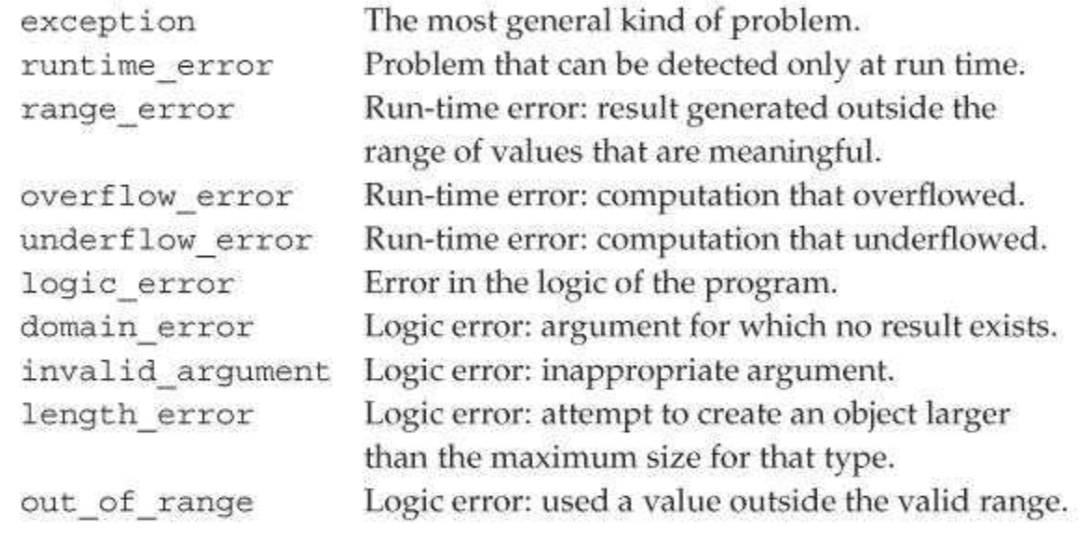 exception The most general kind of problem.
runtime_error Problem that can be detected only at run time.
range_error Run-time error: result generated outside the
range of values that are meaningful.
overflow_error Run-time error: computation that overflowed.
underflow_error Run-time error: computation that underflowed.
logic_error Error in the logic of the program.
domain_error Logic error: argument for which no result exists.
invalid_argument Logic error: inappropriate argument.
length_error Logic error: attempt to create an object larger
than the maximum size for that type.
out_of_range Logic error: used a value outside the valid range.